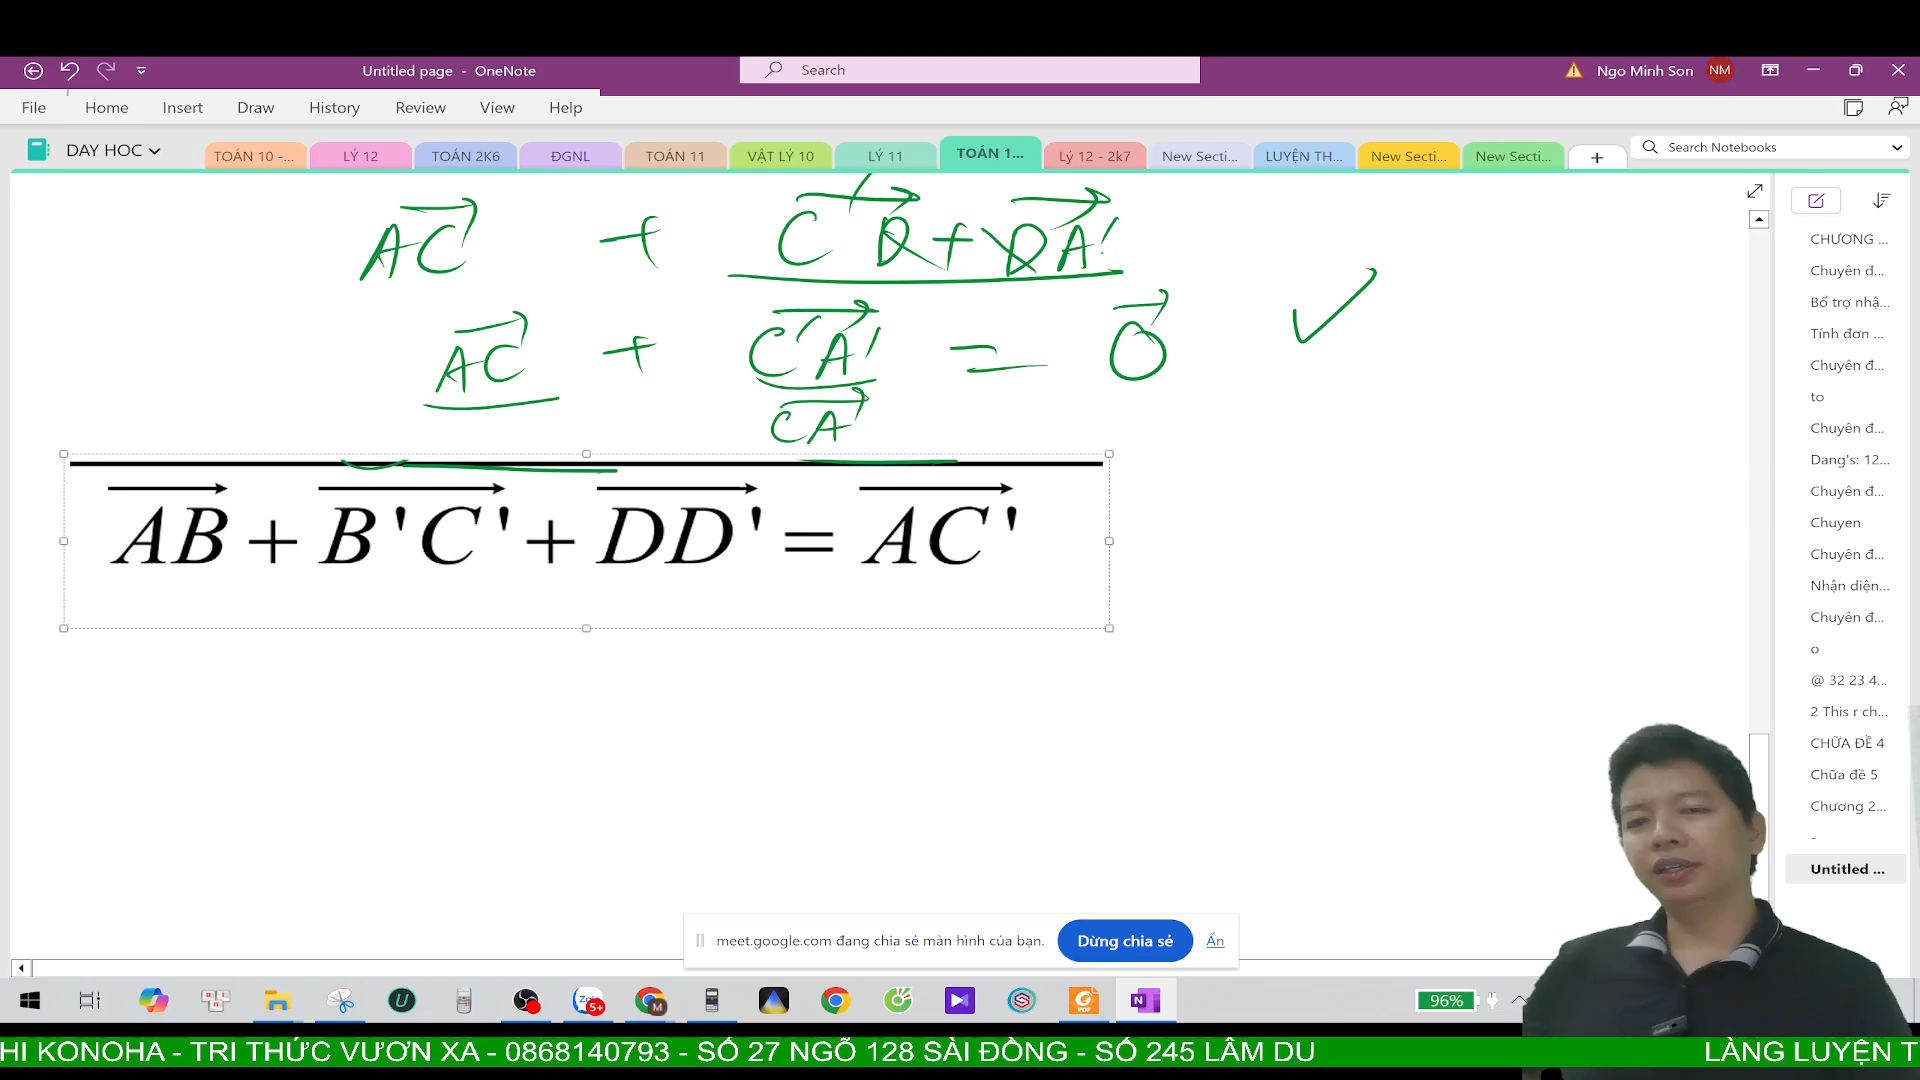 Untitled page - OneNote
Search
Ngo Minh Son NM
File Home Insert Draw History Review View Help
DAY HOC TOÁN 10 -... LÝ 12 TOÁN 2K6 ĐGNL TOÁN 11 VẬT LÝ 10 LÝ 11 TOÁN 1... Lý 12 - 2k7 New Secti... LUYỆN TH... New Secti... New Secti... + Search Notebooks
AC + C'D + DA'
AC + C'A' = 0
CA
AB + B'C' + DD' = AC'
CHƯƠNG ...
Chuyên đ...
Bổ trợ nhậ...
Tính đơn ...
Chuyên đ...
to
Chuyên đ...
Dang's: 12...
Chuyên đ...
Chuyen
Chuyên đ...
Nhận diện...
Chuyên đ...
o
@ 32 23 4...
2 This r ch...
CHỮA ĐỀ 4
Chữa đề 5
Chương 2...
-
Untitled ...
meet.google.com đang chia sẻ màn hình của bạn. Dừng chia sẻ Ẩn
96%
HI KONOHA - TRI THỨC VƯƠN XA - 0868140793 - SỐ 27 NGÕ 128 SÀI ĐỒNG - SỐ 245 LÂM DU LÀNG LUYỆN T